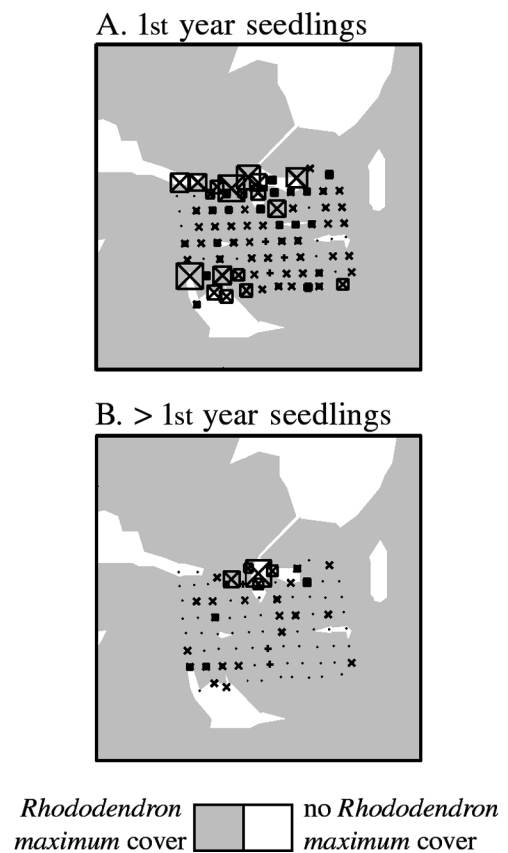 A. 1st year seedlings
B. > 1st year seedlings
Rhododendron
maximum cover
no Rhododendron
maximum cover